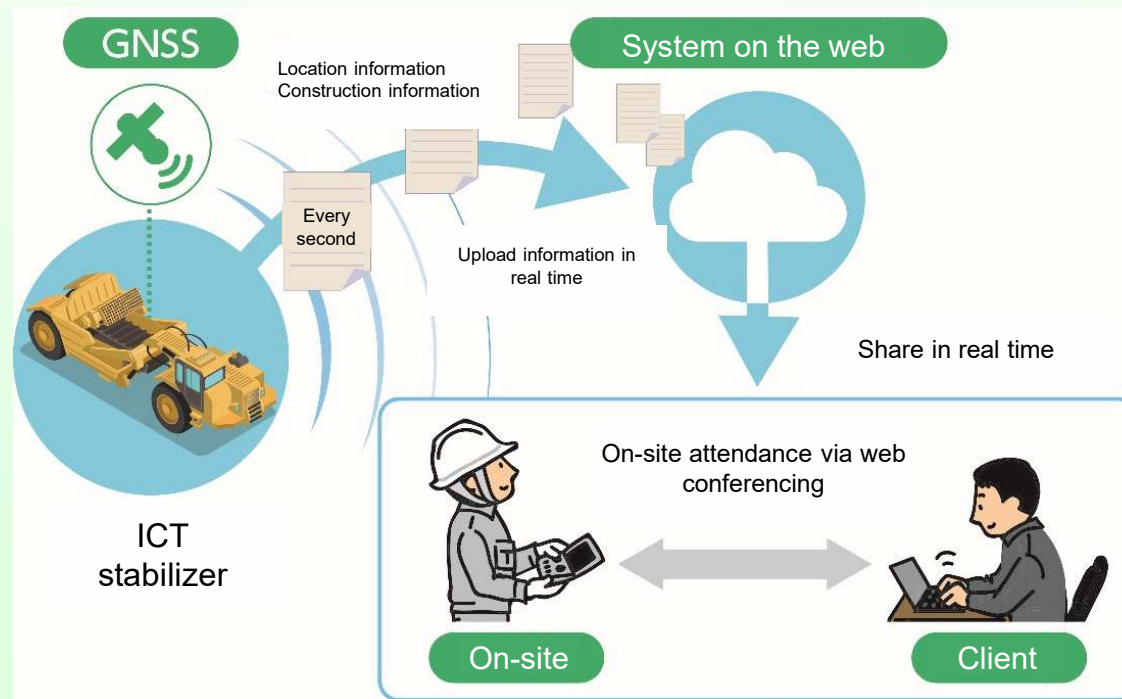 GNSS
System on the web
Location information
Construction information
Every
second
Upload information in
real time
Share in real time
ICT
stabilizer
On-site attendance via web
conferencing
On-site
Client